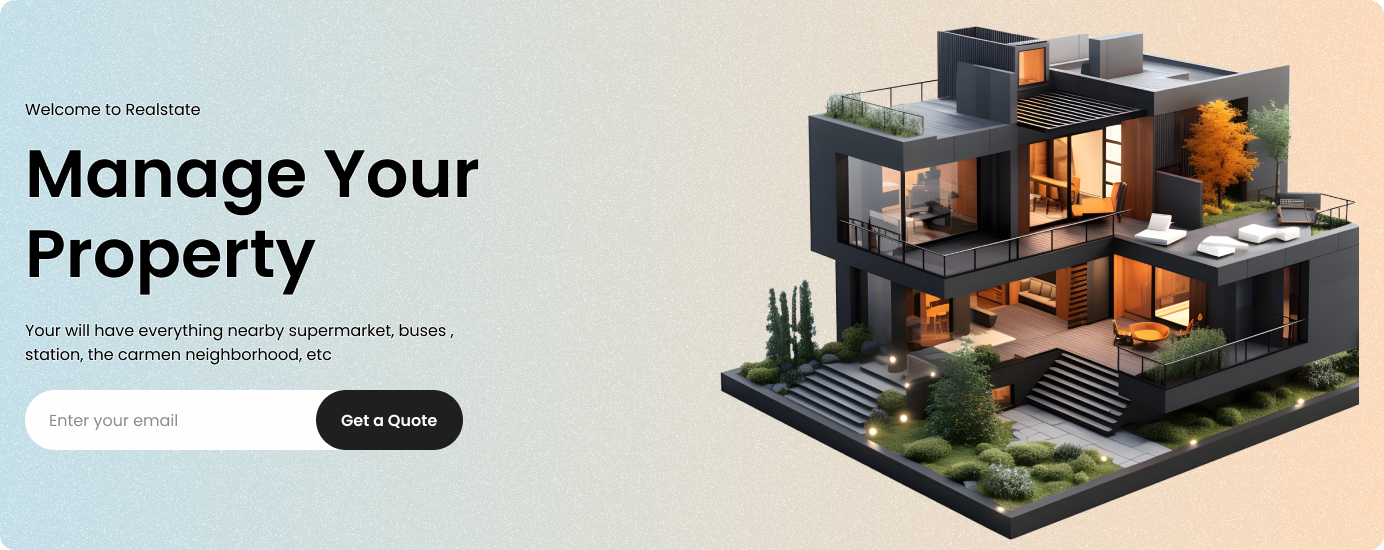 Welcome to Realstate
Manage Your
Property
Your will have everything nearby supermarket, buses ,
station, the carmen neighborhood, etc
Enter your email
Get a Quote